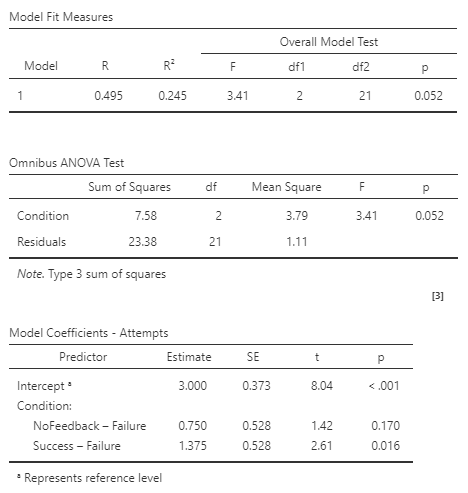 Model Fit Measures
Overall Model Test
Model R R² F df1 df2 p
1 0.495 0.245 3.41 2 21 0.052
Omnibus ANOVA Test
Sum of Squares df Mean Square F p
Condition 7.58 2 3.79 3.41 0.052
Residuals 23.38 21 1.11
Note. Type 3 sum of squares
[3]
Model Coefficients - Attempts
Predictor Estimate SE t p
Intercept ᵃ 3.000 0.373 8.04 < .001
Condition:
NoFeedback – Failure 0.750 0.528 1.42 0.170
Success – Failure 1.375 0.528 2.61 0.016
ᵃ Represents reference level